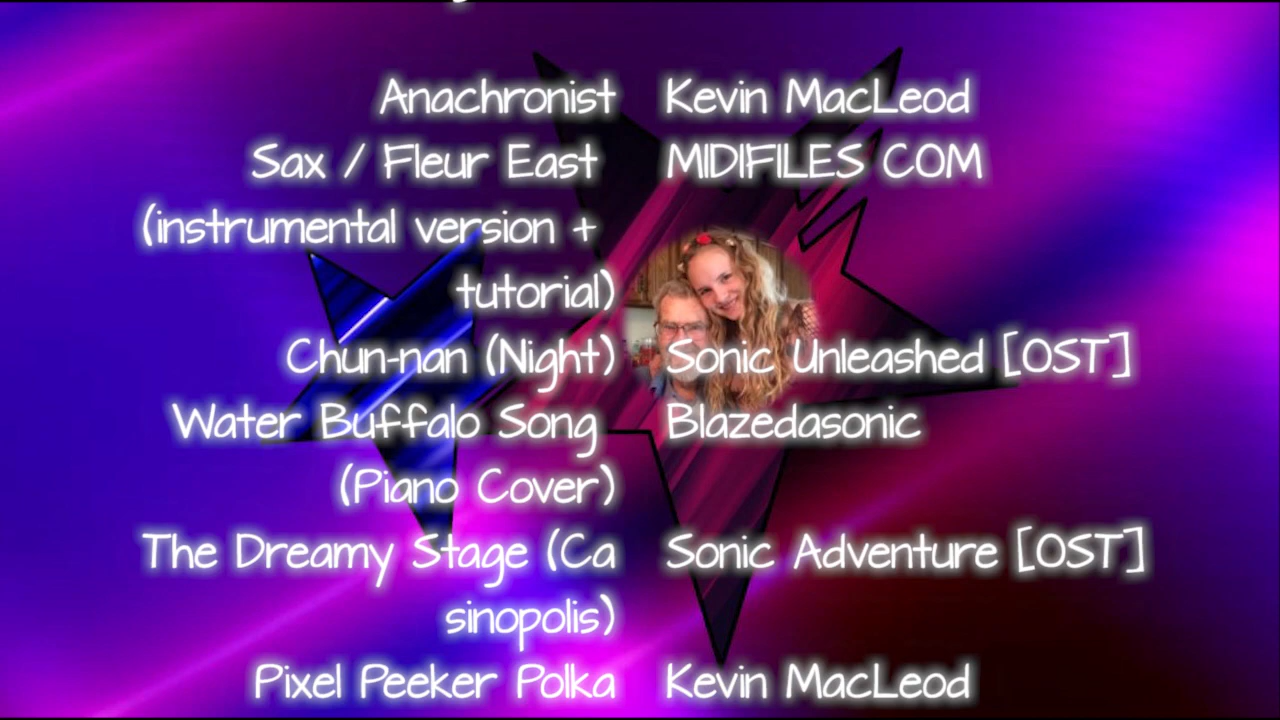 Anachronist Kevin MacLeod
Sax / Fleur East MIDIFILES COM
(instrumental version +
tutorial)
Chun-nan (Night) Sonic Unleashed [OST]
Water Buffalo Song Blazedasonic
(Piano Cover)
The Dreamy Stage (Ca Sonic Adventure [OST]
sinopolis)
Pixel Peeker Polka Kevin MacLeod